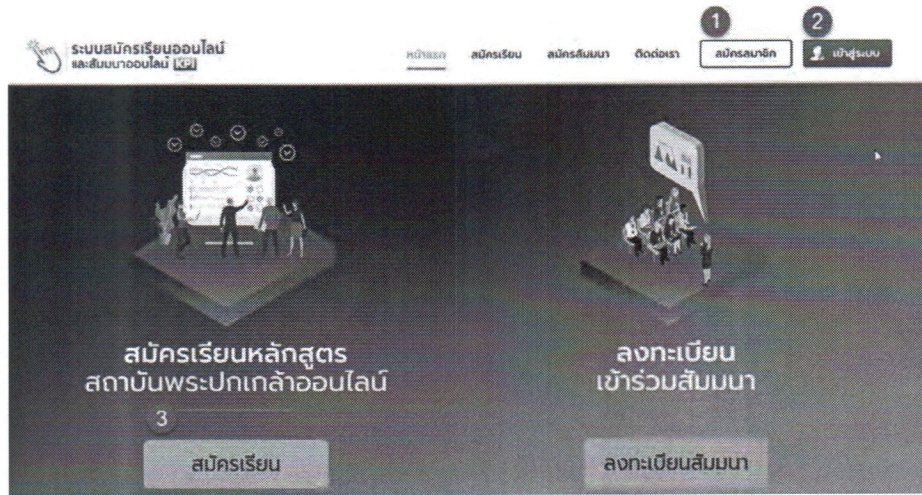 1
2
ระบบสมัครเรียนออนไลน์
และสัมมนาออนไลน์ KPI
หน้าแรก สมัครเรียน สมัครสัมมนา ติดต่อเรา สมัครสมาชิก เข้าสู่ระบบ
สมัครเรียนหลักสูตร
สถาบันพระปกเกล้าออนไลน์
3
สมัครเรียน
ลงทะเบียน
เข้าร่วมสัมมนา
ลงทะเบียนสัมมนา